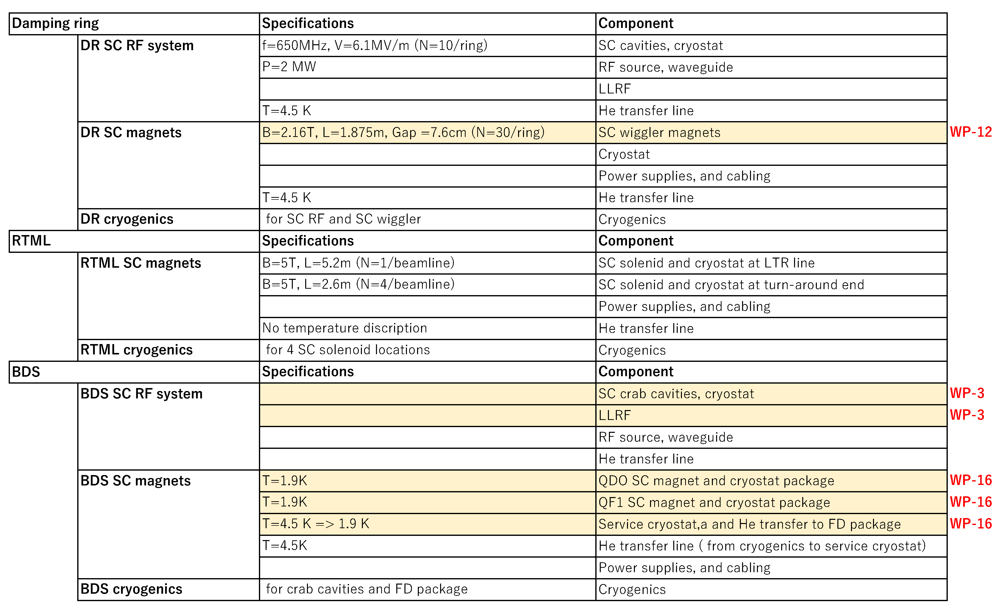 Damping ring Specifications Component
DR SC RF system f=650MHz, V=6.1MV/m (N=10/ring) SC cavities, cryostat
P=2 MW RF source, waveguide
LLRF
T=4.5 K He transfer line
DR SC magnets B=2.16T, L=1.875m, Gap =7.6cm (N=30/ring) SC wiggler magnets WP-12
Cryostat
Power supplies, and cabling
T=4.5 K He transfer line
DR cryogenics for SC RF and SC wiggler Cryogenics
RTML Specifications Component
RTML SC magnets B=5T, L=5.2m (N=1/beamline) SC solenid and cryostat at LTR line
B=5T, L=2.6m (N=4/beamline) SC solenid and cryostat at turn-around end
Power supplies, and cabling
No temperature discription He transfer line
RTML cryogenics for 4 SC solenoid locations Cryogenics
BDS Specifications Component
BDS SC RF system SC crab cavities, cryostat WP-3
LLRF WP-3
RF source, waveguide
He transfer line
BDS SC magnets T=1.9K QDO SC magnet and cryostat package WP-16
T=1.9K QF1 SC magnet and cryostat package WP-16
T=4.5 K => 1.9 K Service cryostat,a and He transfer to FD package WP-16
T=4.5K He transfer line ( from cryogenics to service cryostat)
Power supplies, and cabling
BDS cryogenics for crab cavities and FD package Cryogenics